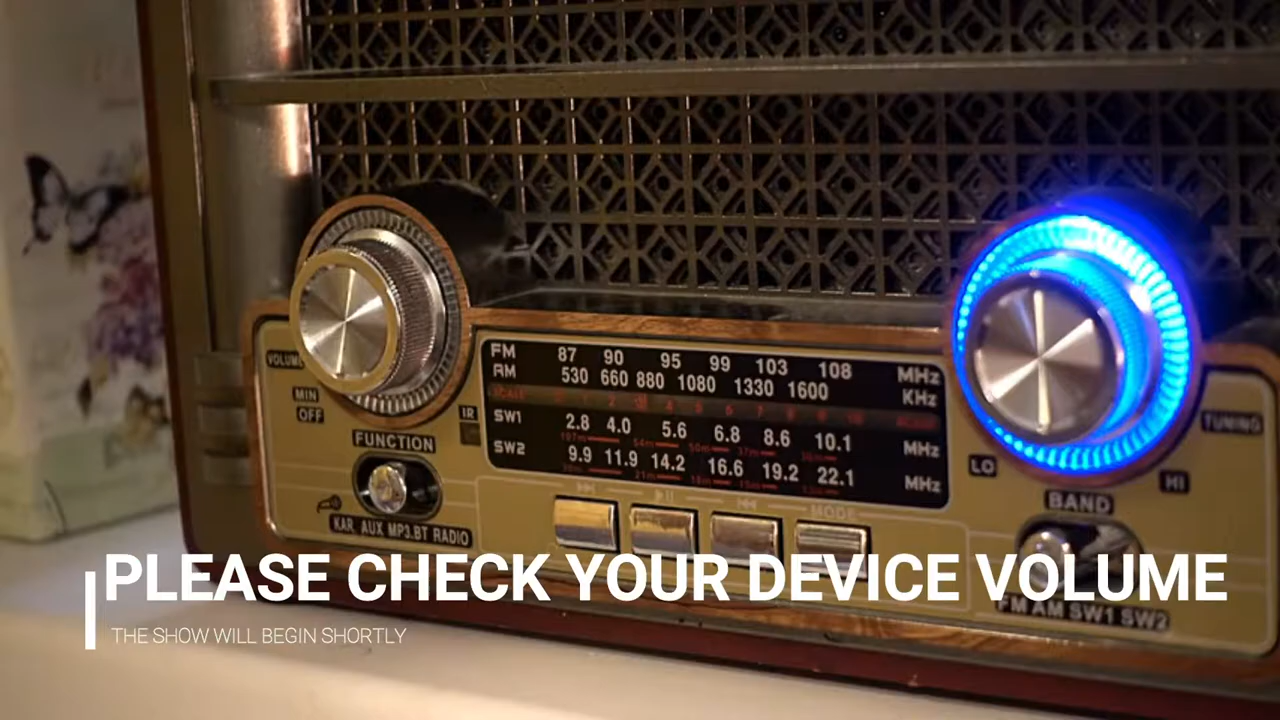 VOLUME
MIN
OFF
IR
FUNCTION
KAR. AUX MP3.BT RADIO
FM 87 90 95 99 103 108 MHz
AM 530 660 880 1080 1330 1600 KHz
SW1 2.8 4.0 5.6 6.8 8.6 10.1 MHz
SW2 9.9 11.9 14.2 16.6 19.2 22.1 MHz
MODE
TUNING
LO
HI
BAND
FM AM SW1 SW2
PLEASE CHECK YOUR DEVICE VOLUME
THE SHOW WILL BEGIN SHORTLY